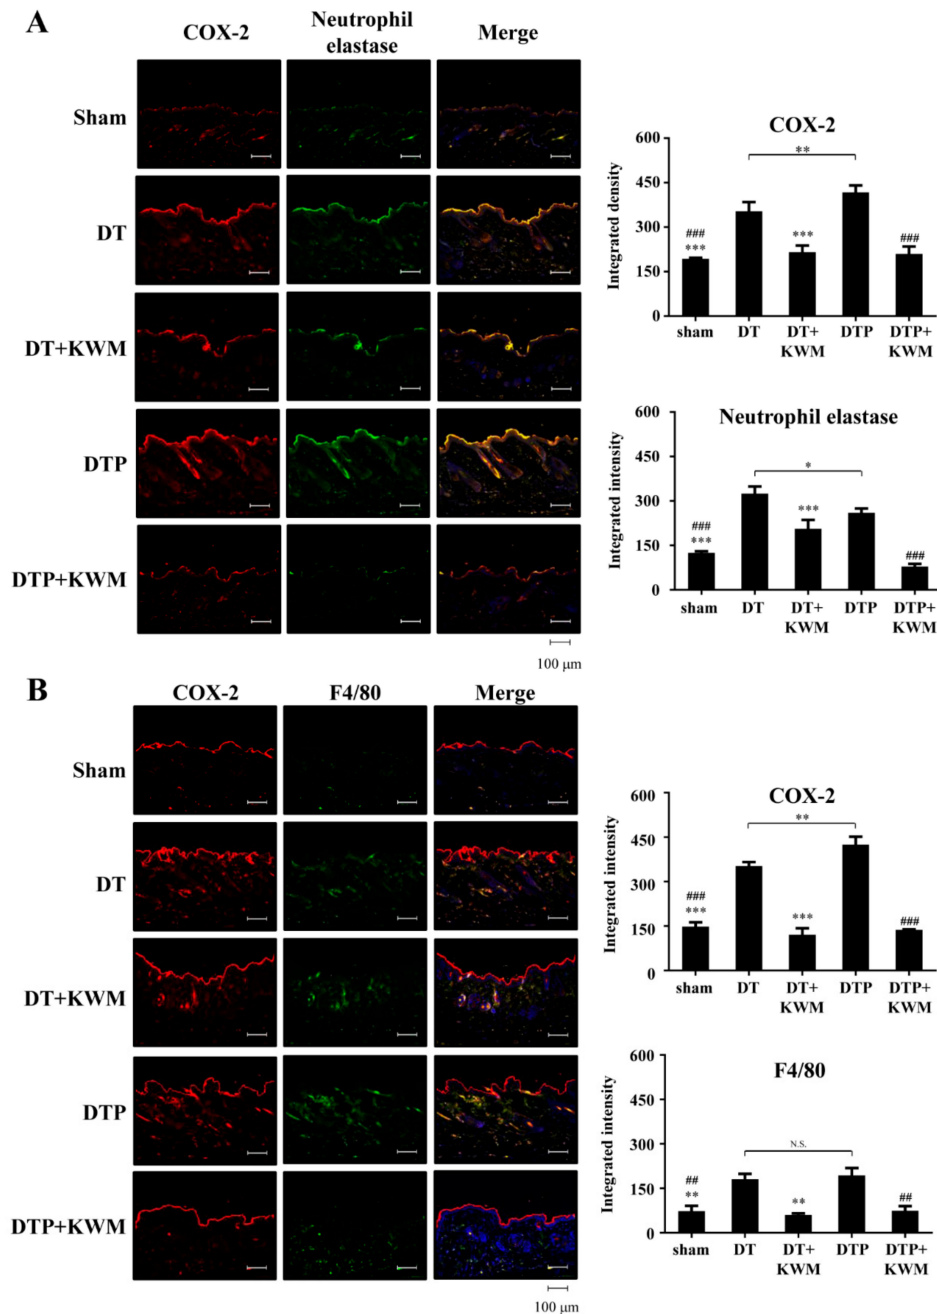 A
COX-2
Neutrophil
elastase
Merge
Sham
DT
DT+KWM
DTP
DTP+KWM
100 μm
COX-2
Integrated density
600
450
300
150
0
###
***
***
**
###
sham
DT
DT+
KWM
DTP
DTP+
KWM
Neutrophil elastase
Integrated intensity
600
450
300
150
0
###
***
***
*
###
sham
DT
DT+
KWM
DTP
DTP+
KWM
B
COX-2
F4/80
Merge
Sham
DT
DT+KWM
DTP
DTP+KWM
100 μm
COX-2
Integrated intensity
600
450
300
150
0
###
***
***
**
###
sham
DT
DT+
KWM
DTP
DTP+
KWM
F4/80
Integrated intensity
600
450
300
150
0
##
**
**
N.S.
##
sham
DT
DT+
KWM
DTP
DTP+
KWM